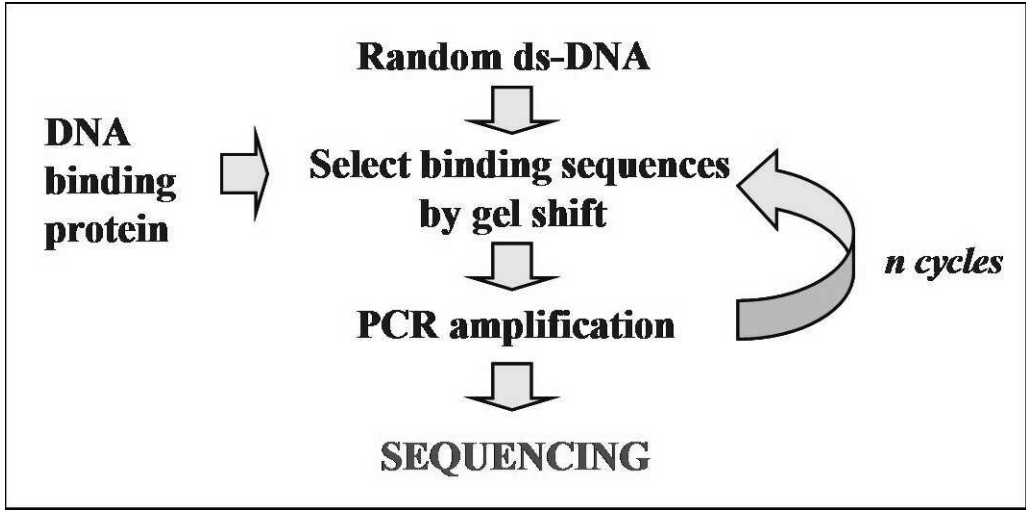 Random ds-DNA
DNA
binding
protein
Select binding sequences
by gel shift
n cycles
PCR amplification
SEQUENCING